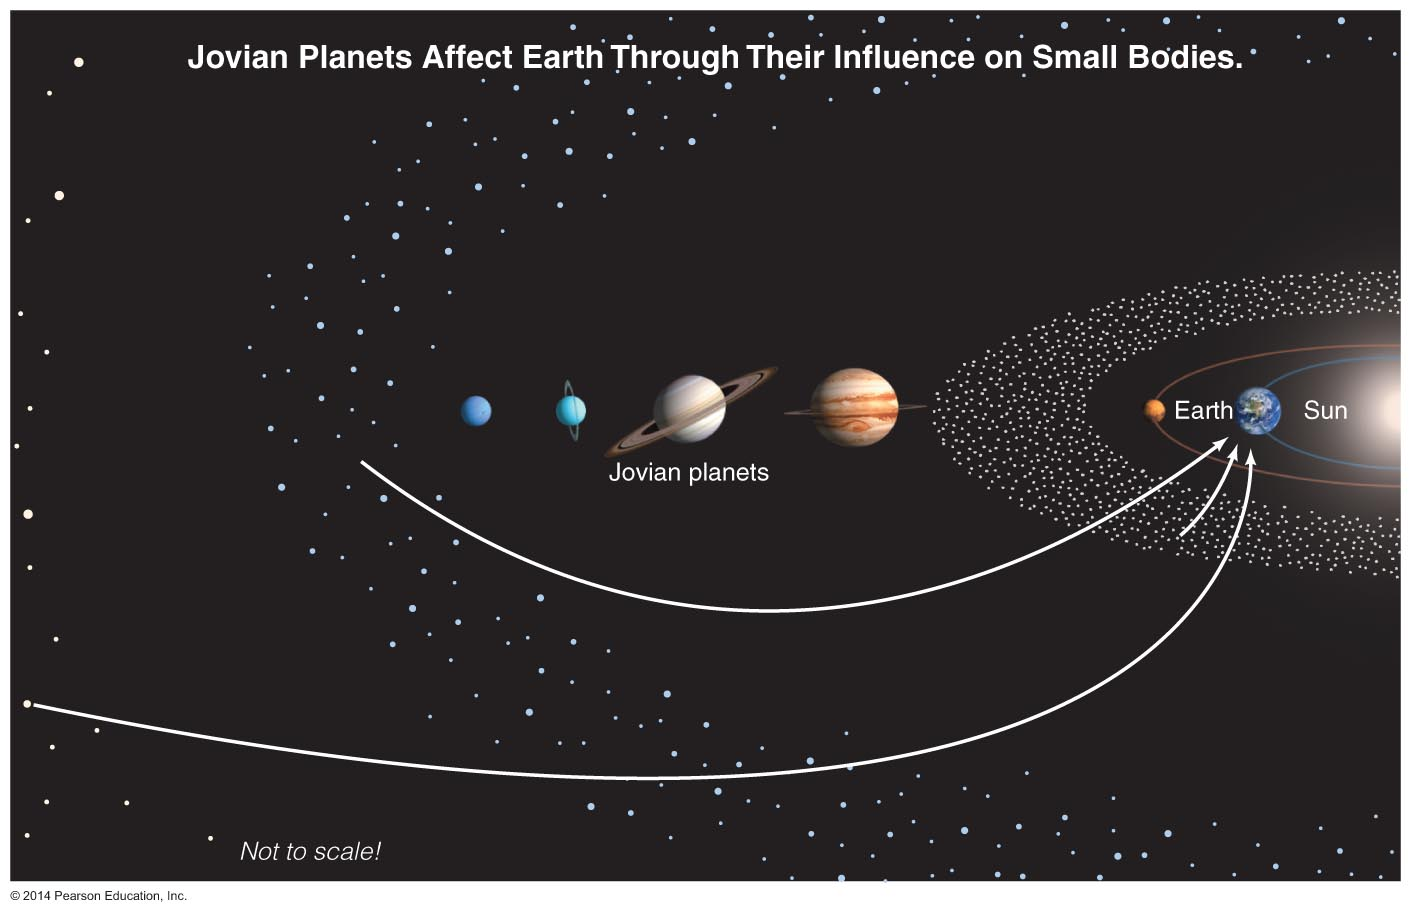 Jovian Planets Affect Earth Through Their Influence on Small Bodies.
Earth
Sun
Jovian planets
Not to scale!
© 2014 Pearson Education, Inc.